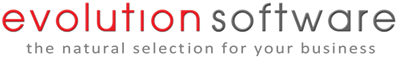 evolution software
the natural selection for your business